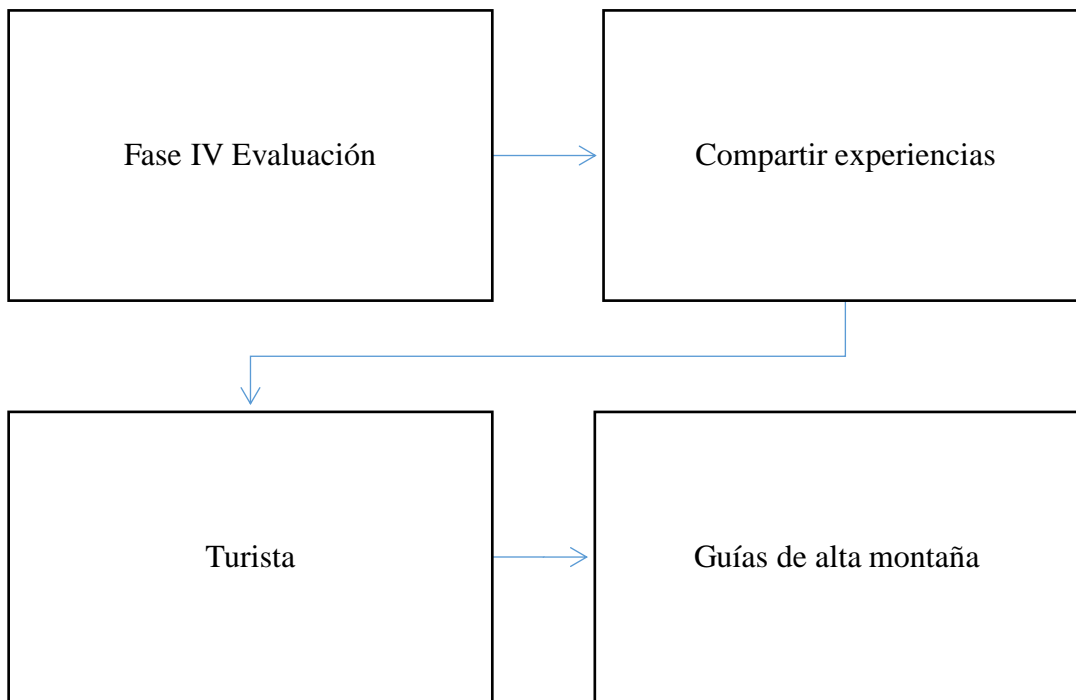 Fase IV Evaluación
Compartir experiencias
Turista
Guías de alta montaña